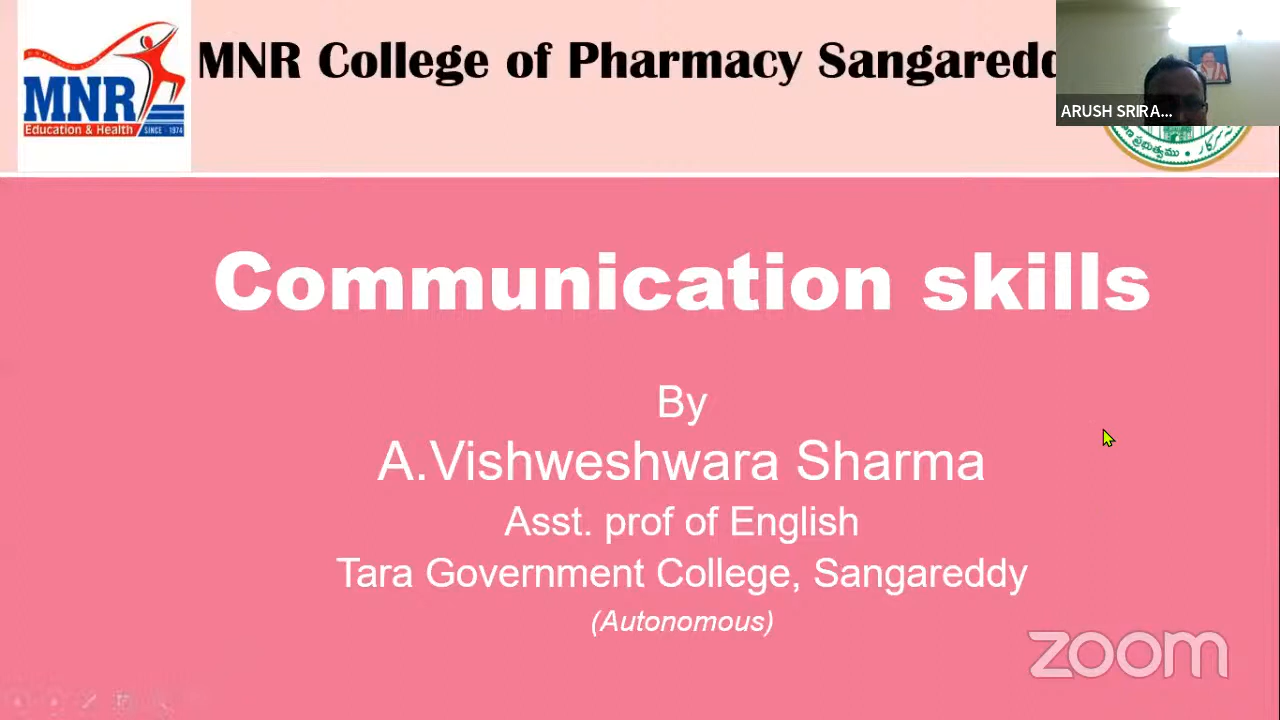 MNR College of Pharmacy Sangaredd
MNR
Education & Health
SINCE - 1974
ARUSH SRIRA...
Communication skills
By
A.Vishweshwara Sharma
Asst. prof of English
Tara Government College, Sangareddy
(Autonomous)
zoom